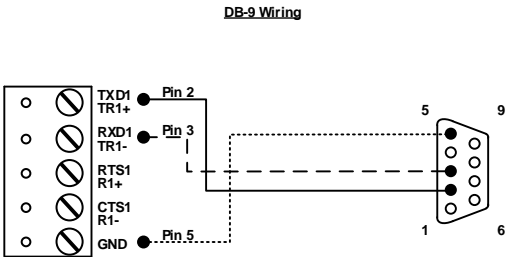 DB-9 Wiring
TXD1 Pin 2
TR1+
5 9
RXD1 Pin 3
TR1-
RTS1
R1+
CTS1
R1-
1 6
GND Pin 5